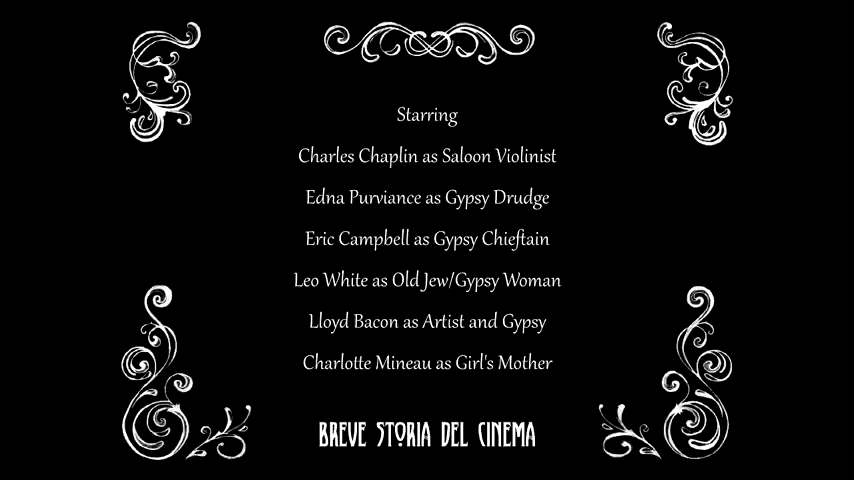 Starring
Charles Chaplin as Saloon Violinist
Edna Purviance as Gypsy Drudge
Eric Campbell as Gypsy Chieftain
Leo White as Old Jew/Gypsy Woman
Lloyd Bacon as Artist and Gypsy
Charlotte Mineau as Girl's Mother
BREVE STORIA DEL CINEMA